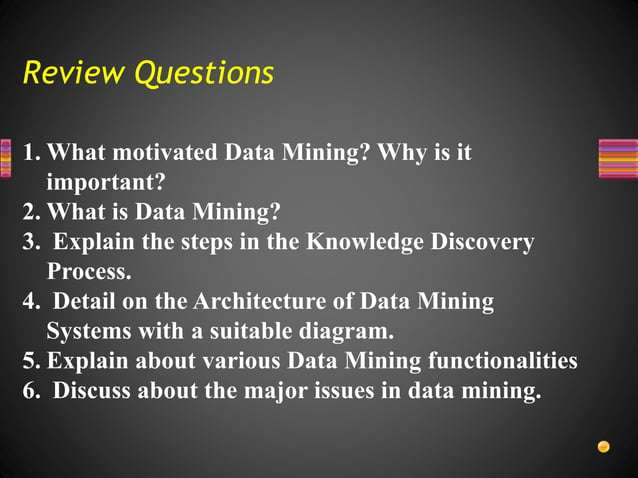 Review Questions
1. What motivated Data Mining? Why is it
important?
2. What is Data Mining?
3. Explain the steps in the Knowledge Discovery
Process.
4. Detail on the Architecture of Data Mining
Systems with a suitable diagram.
5. Explain about various Data Mining functionalities
6. Discuss about the major issues in data mining.